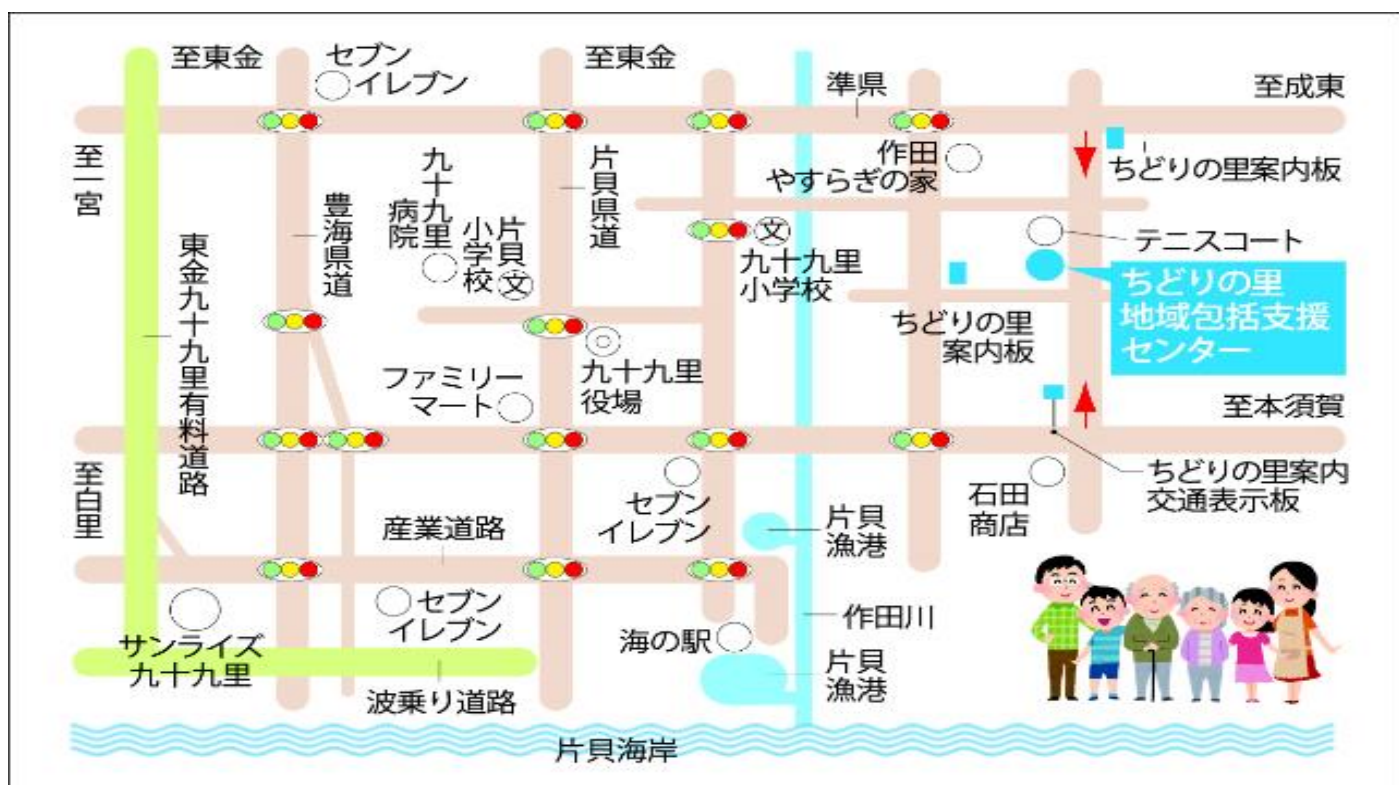 至東金
セブン
イレブン
至東金
準県
至成東
至一宮
九十九里
病院
片貝
小学校
片貝県道
作田
やすらぎの家
ちどりの里案内板
豊海県道
文
文
九十九里
小学校
テニスコート
東金九十九里有料道路
ちどりの里
案内板
ちどりの里
地域包括支援
センター
ファミリー
マート
九十九里
役場
至本須賀
至白里
セブン
イレブン
石田
商店
ちどりの里案内
交通表示板
産業道路
片貝
漁港
セブン
イレブン
サンライズ
九十九里
海の駅
作田川
片貝
漁港
波乗り道路
片貝海岸